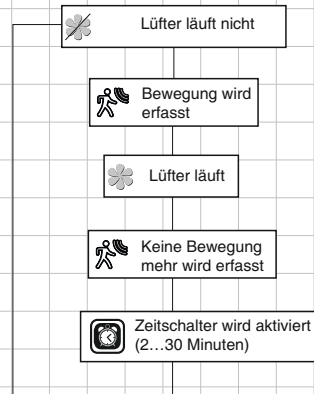 Lüfter läuft nicht
Bewegung wird
erfasst
Lüfter läuft
Keine Bewegung
mehr wird erfasst
Zeitschalter wird aktiviert
(2…30 Minuten)